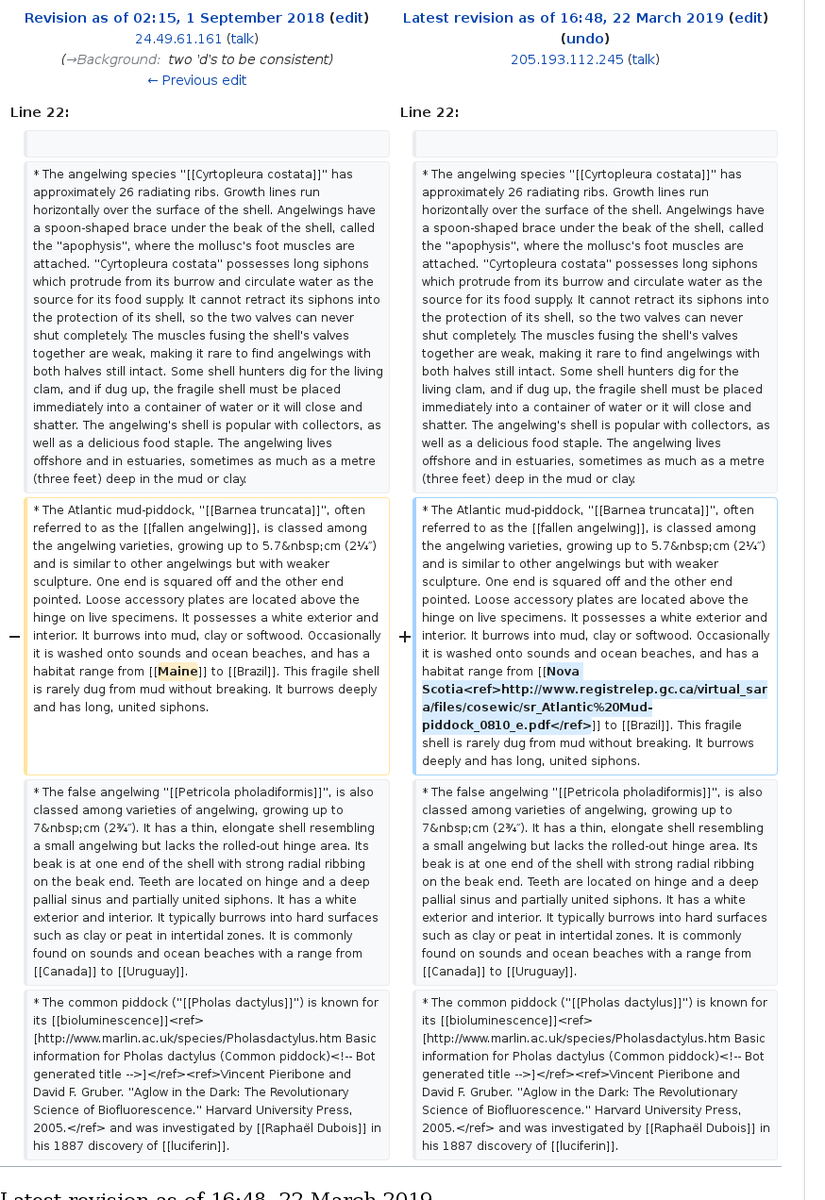 Revision as of 02:15, 1 September 2018 (edit)
24.49.61.161 (talk)
(→Background:  two 'd's to be consistent)
← Previous edit
Latest revision as of 16:48, 22 March 2019 (edit)
(undo)
205.193.112.245 (talk)
Line 22:
Line 22:
* The angelwing species "[[Cyrtopleura costata]]" has
approximately 26 radiating ribs. Growth lines run
horizontally over the surface of the shell. Angelwings have
a spoon-shaped brace under the beak of the shell, called
the "apophysis", where the mollusc's foot muscles are
attached. "Cyrtopleura costata" possesses long siphons
which protrude from its burrow and circulate water as the
source for its food supply. It cannot retract its siphons into
the protection of its shell, so the two valves can never
shut completely. The muscles fusing the shell's valves
together are weak, making it rare to find angelwings with
both halves still intact. Some shell hunters dig for the living
clam, and if dug up, the fragile shell must be placed
immediately into a container of water or it will close and
shatter. The angelwing's shell is popular with collectors, as
well as a delicious food staple. The angelwing lives
offshore and in estuaries, sometimes as much as a metre
(three feet) deep in the mud or clay.
* The angelwing species "[[Cyrtopleura costata]]" has
approximately 26 radiating ribs. Growth lines run
horizontally over the surface of the shell. Angelwings have
a spoon-shaped brace under the beak of the shell, called
the "apophysis", where the mollusc's foot muscles are
attached. "Cyrtopleura costata" possesses long siphons
which protrude from its burrow and circulate water as the
source for its food supply. It cannot retract its siphons into
the protection of its shell, so the two valves can never
shut completely. The muscles fusing the shell's valves
together are weak, making it rare to find angelwings with
both halves still intact. Some shell hunters dig for the
living clam, and if dug up, the fragile shell must be placed
immediately into a container of water or it will close and
shatter. The angelwing's shell is popular with collectors, as
well as a delicious food staple. The angelwing lives
offshore and in estuaries, sometimes as much as a metre
(three feet) deep in the mud or clay.
−
* The Atlantic mud-piddock, "[[Barnea truncata]]", often
referred to as the [[fallen angelwing]], is classed among
the angelwing varieties, growing up to 5.7&nbsp;cm (2¼″)
and is similar to other angelwings but with weaker
sculpture. One end is squared off and the other end
pointed. Loose accessory plates are located above the
hinge on live specimens. It possesses a white exterior and
interior. It burrows into mud, clay or softwood. Occasionally
it is washed onto sounds and ocean beaches, and has a
habitat range from [[Maine]] to [[Brazil]]. This fragile shell
is rarely dug from mud without breaking. It burrows deeply
and has long, united siphons.
+
* The Atlantic mud-piddock, "[[Barnea truncata]]", often
referred to as the [[fallen angelwing]], is classed among
the angelwing varieties, growing up to 5.7&nbsp;cm (2¼″)
and is similar to other angelwings but with weaker
sculpture. One end is squared off and the other end
pointed. Loose accessory plates are located above the
hinge on live specimens. It possesses a white exterior and
interior. It burrows into mud, clay or softwood. Occasionally
it is washed onto sounds and ocean beaches, and has a
habitat range from [[Nova
Scotia<ref>http://www.registrelep.gc.ca/virtual_sar
a/files/cosewic/sr_Atlantic%20Mud-
piddock_0810_e.pdf</ref>]] to [[Brazil]]. This fragile
shell is rarely dug from mud without breaking. It burrows
deeply and has long, united siphons.
* The false angelwing "[[Petricola pholadiformis]]", is also
classed among varieties of angelwing, growing up to
7&nbsp;cm (2¾″). It has a thin, elongate shell resembling
a small angelwing but lacks the rolled-out hinge area. Its
beak is at one end of the shell with strong radial ribbing
on the beak end. Teeth are located on hinge and a deep
pallial sinus and partially united siphons. It has a white
exterior and interior. It typically burrows into hard surfaces
such as clay or peat in intertidal zones. It is commonly
found on sounds and ocean beaches with a range from
[[Canada]] to [[Uruguay]].
* The false angelwing "[[Petricola pholadiformis]]", is also
classed among varieties of angelwing, growing up to
7&nbsp;cm (2¾″). It has a thin, elongate shell resembling
a small angelwing but lacks the rolled-out hinge area. Its
beak is at one end of the shell with strong radial ribbing
on the beak end. Teeth are located on hinge and a deep
pallial sinus and partially united siphons. It has a white
exterior and interior. It typically burrows into hard surfaces
such as clay or peat in intertidal zones. It is commonly
found on sounds and ocean beaches with a range from
[[Canada]] to [[Uruguay]].
* The common piddock ("[[Pholas dactylus]]") is known for
its [[bioluminescence]]<ref>
[http://www.marlin.ac.uk/species/Pholasdactylus.htm Basic
information for Pholas dactylus (Common piddock)<!-- Bot
generated title -->]</ref><ref>Vincent Pieribone and
David F. Gruber. "Aglow in the Dark: The Revolutionary
Science of Biofluorescence." Harvard University Press,
2005.</ref> and was investigated by [[Raphaël Dubois]] in
his 1887 discovery of [[luciferin]].
* The common piddock ("[[Pholas dactylus]]") is known for
its [[bioluminescence]]<ref>
[http://www.marlin.ac.uk/species/Pholasdactylus.htm Basic
information for Pholas dactylus (Common piddock)<!-- Bot
generated title -->]</ref><ref>Vincent Pieribone and
David F. Gruber. "Aglow in the Dark: The Revolutionary
Science of Biofluorescence." Harvard University Press,
2005.</ref> and was investigated by [[Raphaël Dubois]] in
his 1887 discovery of [[luciferin]].
Latest revision as of 16:48, 22 March 2019